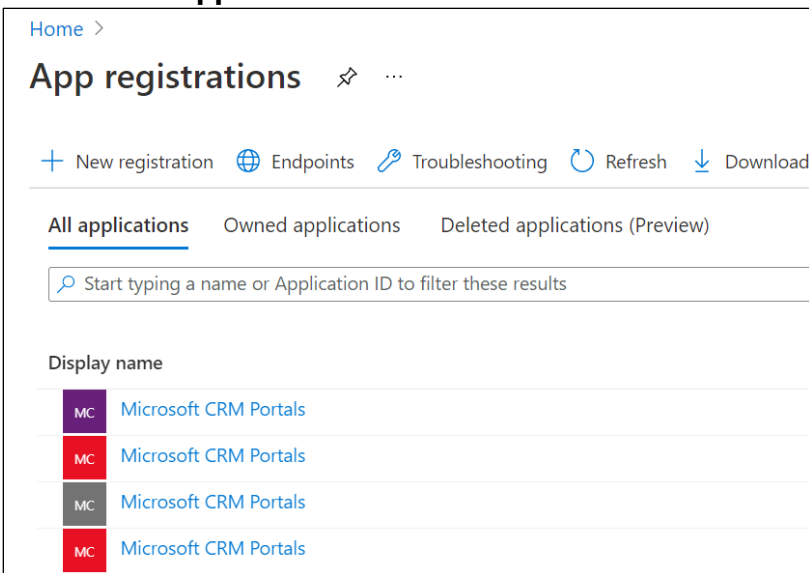 Home >
App registrations ...
New registration Endpoints Troubleshooting Refresh Download
All applications Owned applications Deleted applications (Preview)
Start typing a name or Application ID to filter these results
Display name
MC Microsoft CRM Portals
MC Microsoft CRM Portals
MC Microsoft CRM Portals
MC Microsoft CRM Portals